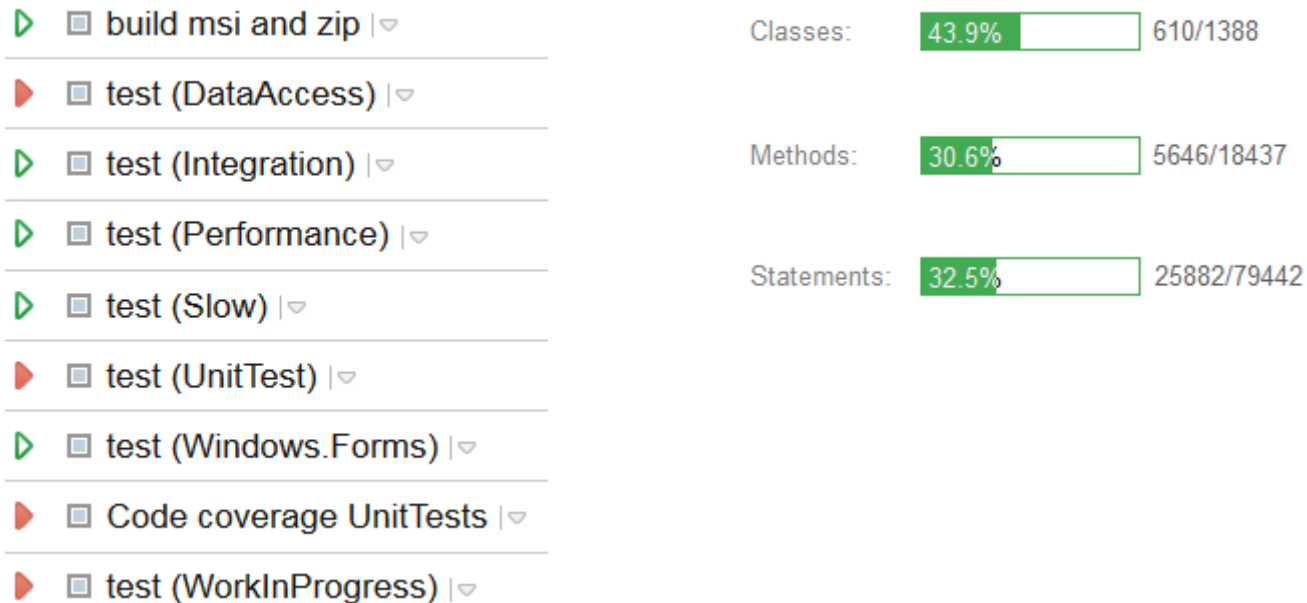 build msi and zip
test (DataAccess)
test (Integration)
test (Performance)
test (Slow)
test (UnitTest)
test (Windows.Forms)
Code coverage UnitTests
test (WorkInProgress)
Classes: 43.9% 610/1388
Methods: 30.6% 5646/18437
Statements: 32.5% 25882/79442